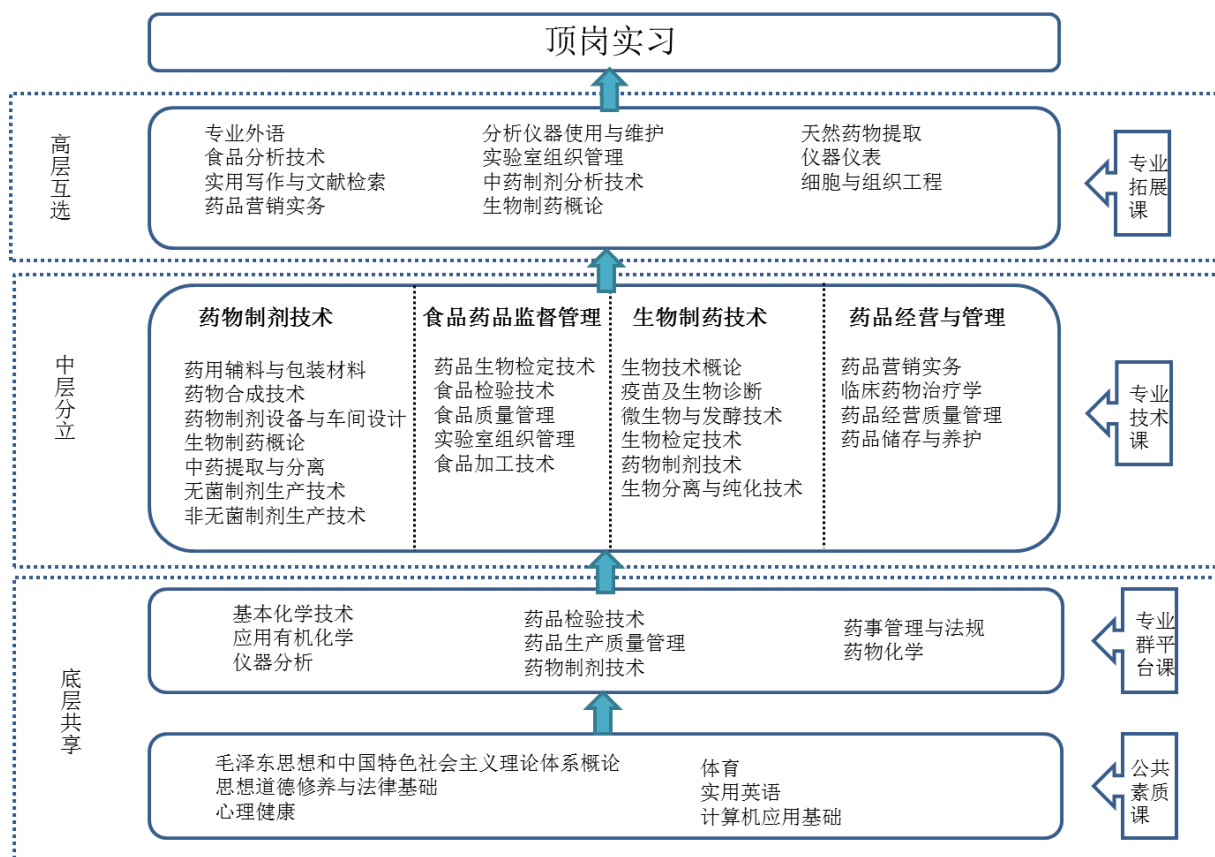 顶岗实习
高层互选
专业外语
食品分析技术
实用写作与文献检索
药品营销实务
分析仪器使用与维护
实验室组织管理
中药制剂分析技术
生物制药概论
天然药物提取
仪器仪表
细胞与组织工程
专业
拓展
课
中层分立
药物制剂技术
药用辅料与包装材料
药物合成技术
药物制剂设备与车间设计
生物制药概论
中药提取与分离
无菌制剂生产技术
非无菌制剂生产技术
食品药品监督管理
药品生物检定技术
食品检验技术
食品质量管理
实验室组织管理
食品加工技术
生物制药技术
生物技术概论
疫苗及生物诊断
微生物与发酵技术
生物检定技术
药物制剂技术
生物分离与纯化技术
药品经营与管理
药品营销实务
临床药物治疗学
药品经营质量管理
药品储存与养护
专业
技术
课
底层共享
基本化学技术
应用有机化学
仪器分析
药品检验技术
药品生产质量管理
药物制剂技术
药事管理与法规
药物化学
专业
群平
台课
毛泽东思想和中国特色社会主义理论体系概论
思想道德修养与法律基础
心理健康
体育
实用英语
计算机应用基础
公共
素质
课